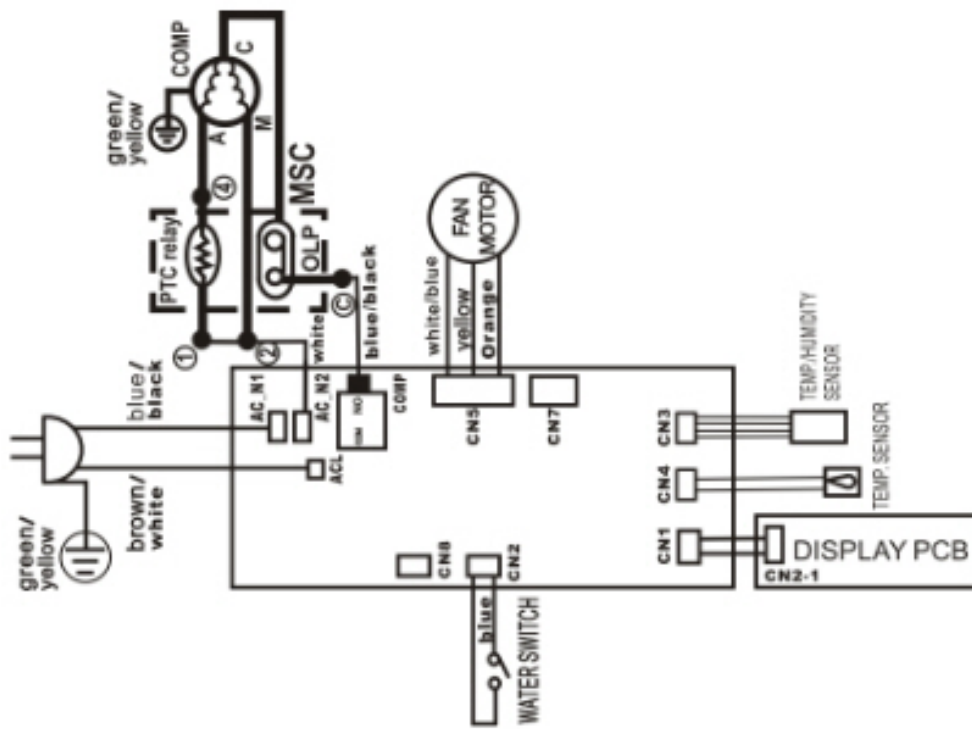 green/
yellow
COMP
C
A
M
④
MSC
PTC relay
OLP
①
②
Ⓒ
white
blue/black
blue/
black
brown/
white
green/
yellow
AC_N1
AC_N2
ACL
NO
COMP
white/blue
yellow
Orange
FAN
MOTOR
CN5
CN7
CN3
CN4
CN1
CN8
CN2
TEMP/HUMIDITY
SENSOR
TEMP. SENSOR
CN2-1
DISPLAY PCB
blue
WATER SWITCH